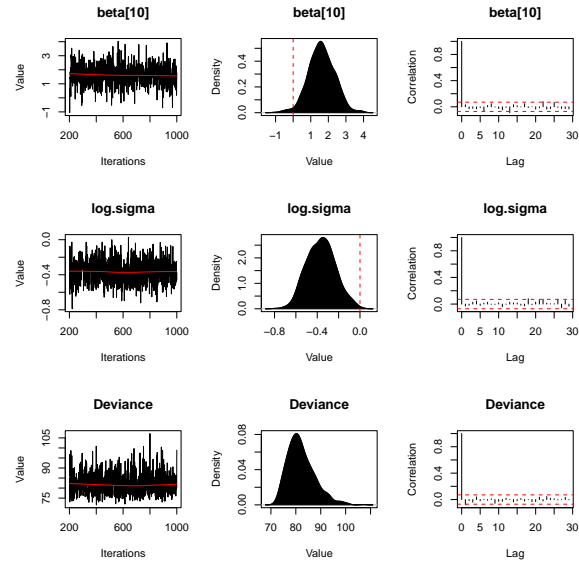 beta[10]
Value
-1 1 2 3 4
200 600 1000
Iterations
beta[10]
Density
0.0 0.2 0.4
-1 1 2 3 4
Value
beta[10]
Correlation
0.0 0.4 0.8
0 5 10 20 30
Lag
log.sigma
Value
-0.8 -0.4 0.0
200 600 1000
Iterations
log.sigma
Density
0.0 1.0 2.0
-0.8 -0.4 0.0
Value
log.sigma
Correlation
0.0 0.4 0.8
0 5 10 20 30
Lag
Deviance
Value
75 85 95 105
200 600 1000
Iterations
Deviance
Density
0.00 0.04 0.08
70 80 90 100
Value
Deviance
Correlation
0.0 0.4 0.8
0 5 10 20 30
Lag